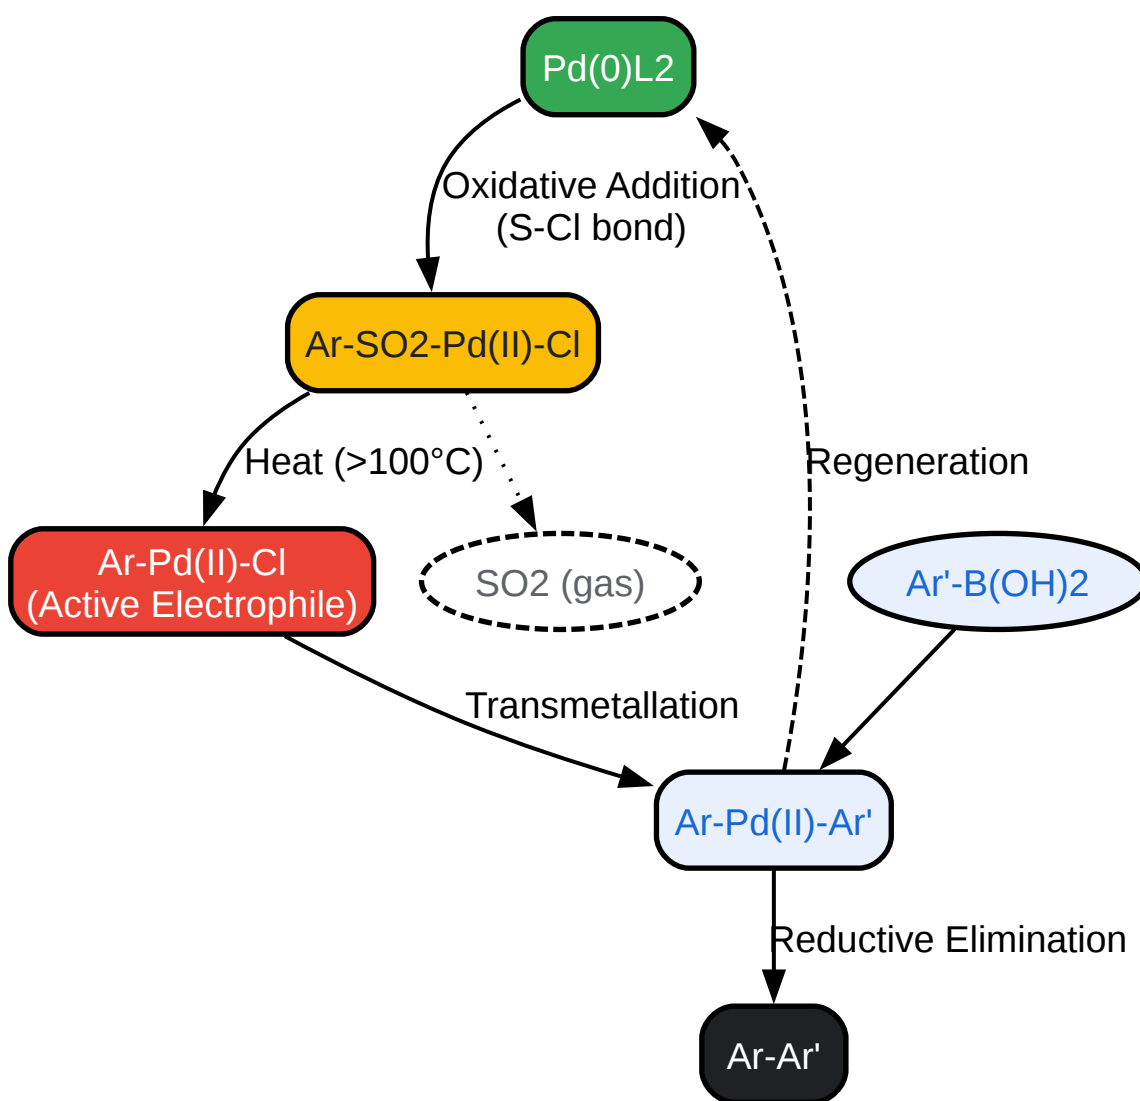 Pd(0)L2
Oxidative Addition
(S-Cl bond)
Ar-SO2-Pd(II)-Cl
Heat (>100°C)
Regeneration
Ar-Pd(II)-Cl
(Active Electrophile)
SO2 (gas)
Ar'-B(OH)2
Transmetallation
Ar-Pd(II)-Ar'
Reductive Elimination
Ar-Ar'